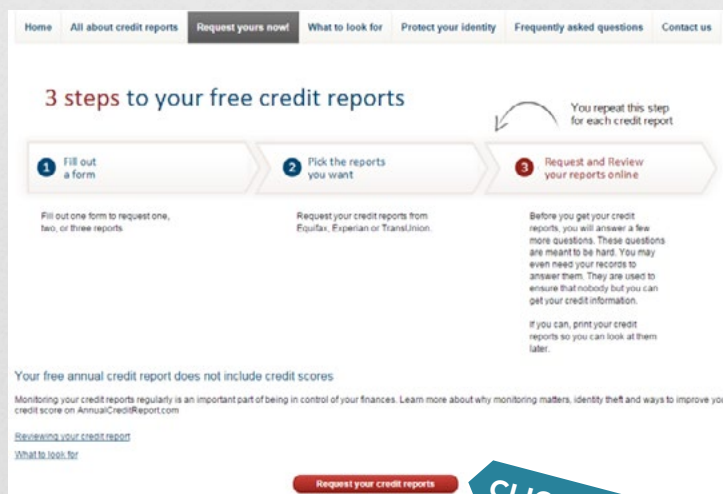 Home All about credit reports Request yours now! What to look for Protect your identity Frequently asked questions Contact us
3 steps to your free credit reports
You repeat this step
for each credit report
1 Fill out
a form
2 Pick the reports
you want
3 Request and Review
your reports online
Fill out one form to request one,
two, or three reports
Request your credit reports from
Equifax, Experian or TransUnion.
Before you get your credit
reports, you will answer a few
more questions. These questions
are meant to be hard. You may
even need your records to
answer them. They are used to
ensure that nobody but you can
get your credit information.
If you can, print your credit
reports so you can look at them
later.
Your free annual credit report does not include credit scores
Monitoring your credit reports regularly is an important part of being in control of your finances. Learn more about why monitoring matters, identity theft and ways to improve
credit score on AnnualCreditReport.com
Reviewing your credit report
What to look for
Request your credit reports